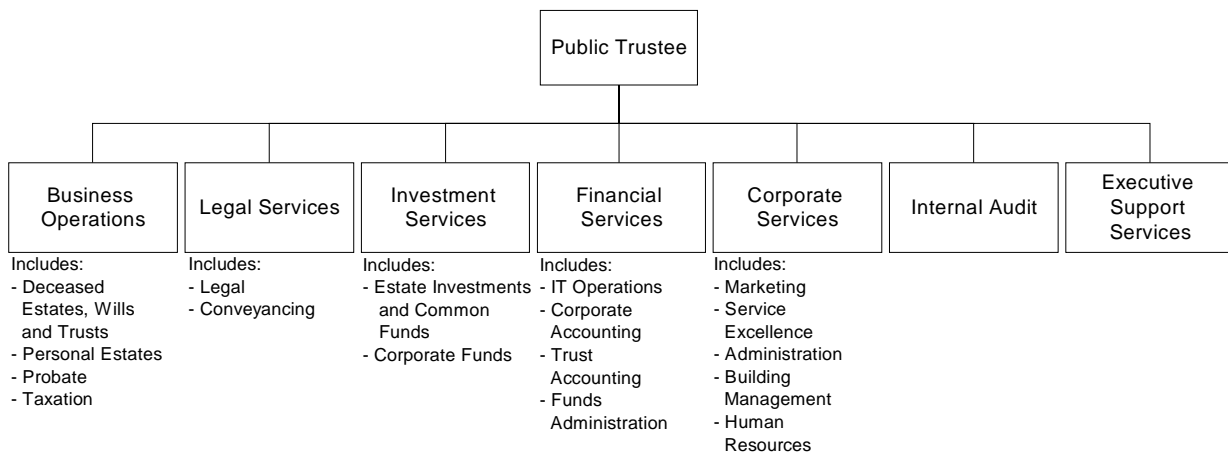 Public Trustee
Business
Operations
Legal Services
Investment
Services
Financial
Services
Corporate
Services
Internal Audit
Executive
Support
Services
Includes:
- Deceased
Estates, Wills
and Trusts
- Personal Estates
- Probate
- Taxation
Includes:
- Legal
- Conveyancing
Includes:
- Estate Investments
and Common
Funds
- Corporate Funds
Includes:
- IT Operations
- Corporate
Accounting
- Trust
Accounting
- Funds
Administration
Includes:
- Marketing
- Service
Excellence
- Administration
- Building
Management
- Human
Resources